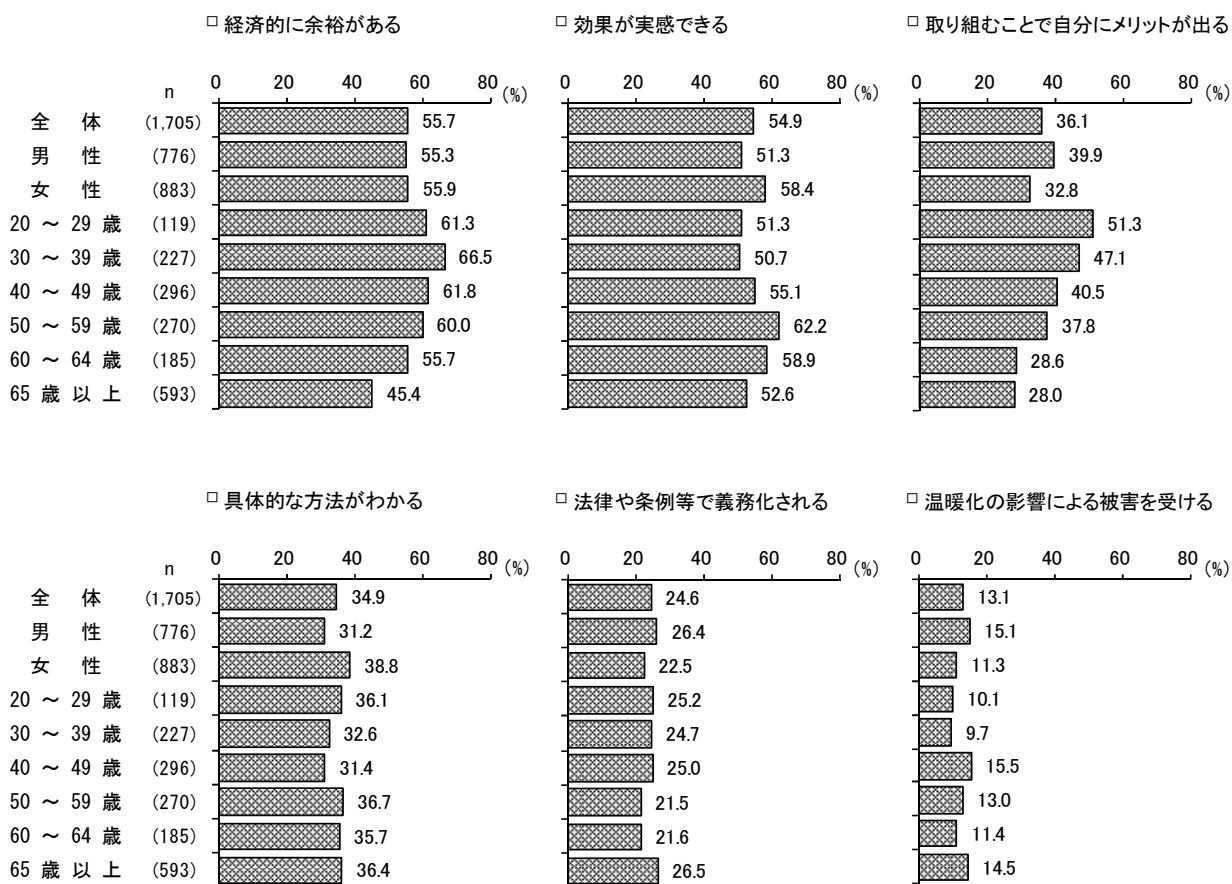 □ 経済的に余裕がある □ 効果が実感できる □ 取り組むことで自分にメリットが出る
n 0 20 40 60 80 (%) 0 20 40 60 80 (%) 0 20 40 60 80 (%)
全 体 (1,705) 55.7 54.9 36.1
男 性 (776) 55.3 51.3 39.9
女 性 (883) 55.9 58.4 32.8
20 ～ 29 歳 (119) 61.3 51.3 51.3
30 ～ 39 歳 (227) 66.5 50.7 47.1
40 ～ 49 歳 (296) 61.8 55.1 40.5
50 ～ 59 歳 (270) 60.0 62.2 37.8
60 ～ 64 歳 (185) 55.7 58.9 28.6
65 歳 以 上 (593) 45.4 52.6 28.0
□ 具体的な方法がわかる □ 法律や条例等で義務化される □ 温暖化の影響による被害を受ける
n 0 20 40 60 80 (%) 0 20 40 60 80 (%) 0 20 40 60 80 (%)
全 体 (1,705) 34.9 24.6 13.1
男 性 (776) 31.2 26.4 15.1
女 性 (883) 38.8 22.5 11.3
20 ～ 29 歳 (119) 36.1 25.2 10.1
30 ～ 39 歳 (227) 32.6 24.7 9.7
40 ～ 49 歳 (296) 31.4 25.0 15.5
50 ～ 59 歳 (270) 36.7 21.5 13.0
60 ～ 64 歳 (185) 35.7 21.6 11.4
65 歳 以 上 (593) 36.4 26.5 14.5